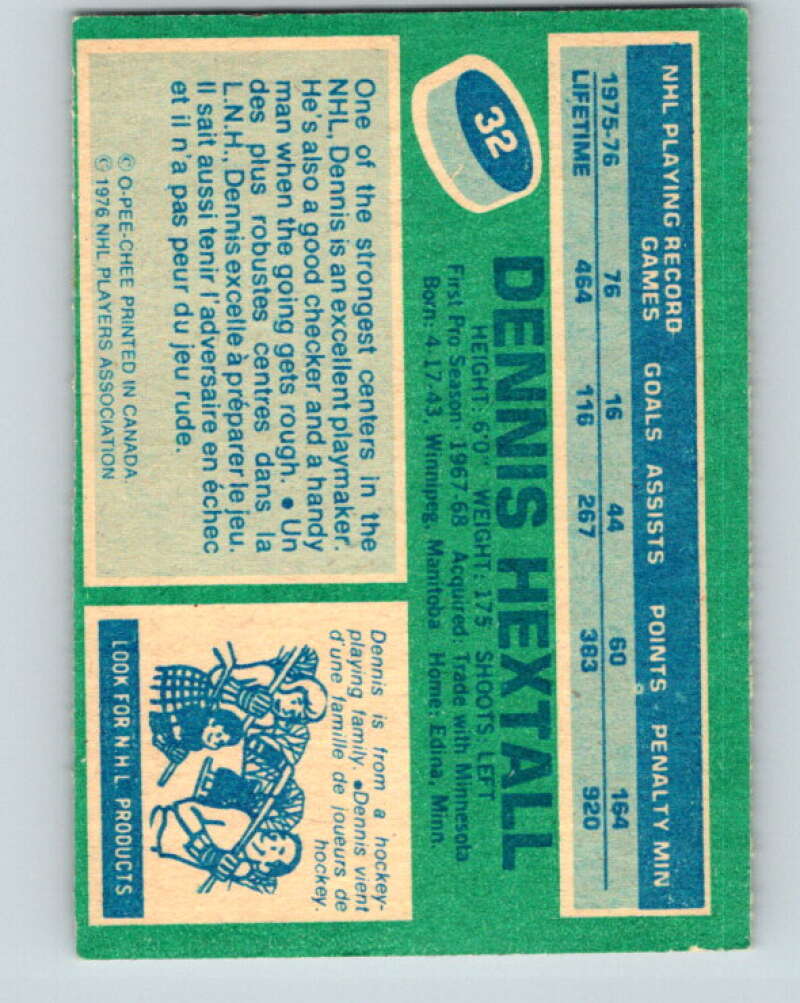 NHL PLAYING RECORD
GAMES GOALS ASSISTS POINTS PENALTY MIN
1975-76 76 16 44 60 164
LIFETIME 464 116 267 383 920
32
DENNIS HEXTALL
HEIGHT: 6'0" WEIGHT: 175 SHOOTS LEFT
First Pro Season: 1967-68 Acquired: Trade with Minnesota
Born: 4-17-43, Winnipeg, Manitoba Home: Edina, Minn.
One of the strongest centers in the
NHL, Dennis is an excellent playmaker.
He's also a good checker and a handy
man when the going gets rough. • Un
des plus robustes centres dans la
L.N.H., Dennis excelle à préparer le jeu.
Il sait aussi tenir l'adversaire en échec
et il n'a pas peur du jeu rude.
© O-PEE-CHEE PRINTED IN CANADA
© 1976 NHL PLAYERS ASSOCIATION
Dennis is from a hockey-
playing family. •Dennis vient
d'une famille de joueurs de
hockey.
LOOK FOR NHL PRODUCTS